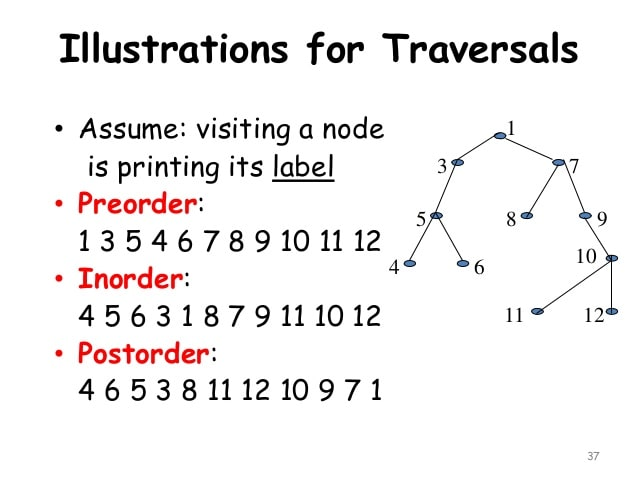 Illustrations for Traversals
• Assume: visiting a node
is printing its label
• Preorder:
1 3 5 4 6 7 8 9 10 11 12
• Inorder:
4 5 6 3 1 8 7 9 11 10 12
• Postorder:
4 6 5 3 8 11 12 10 9 7 1
1
3
7
5
8
9
4
6
10
11
12
37